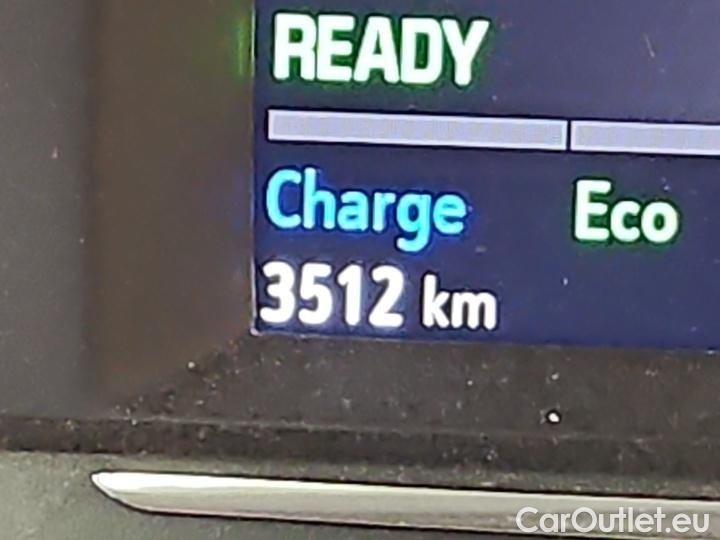 READY
Charge Eco
3512 km
CarOutlet.eu